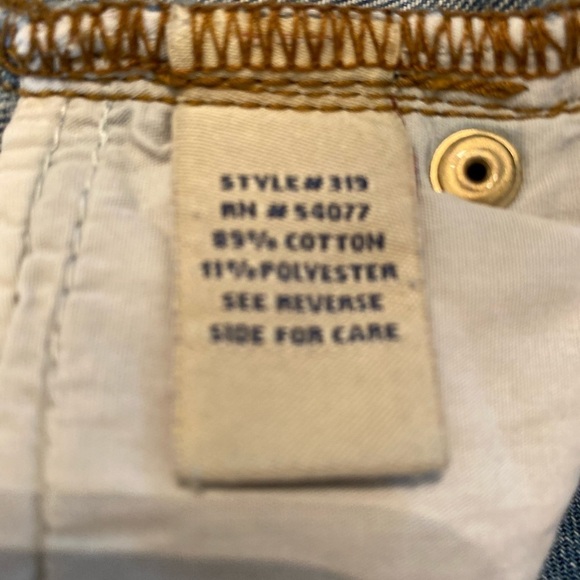 STYLE# 319
RN # 54077
89% COTTON
11% POLYESTER
SEE REVERSE
SIDE FOR CARE